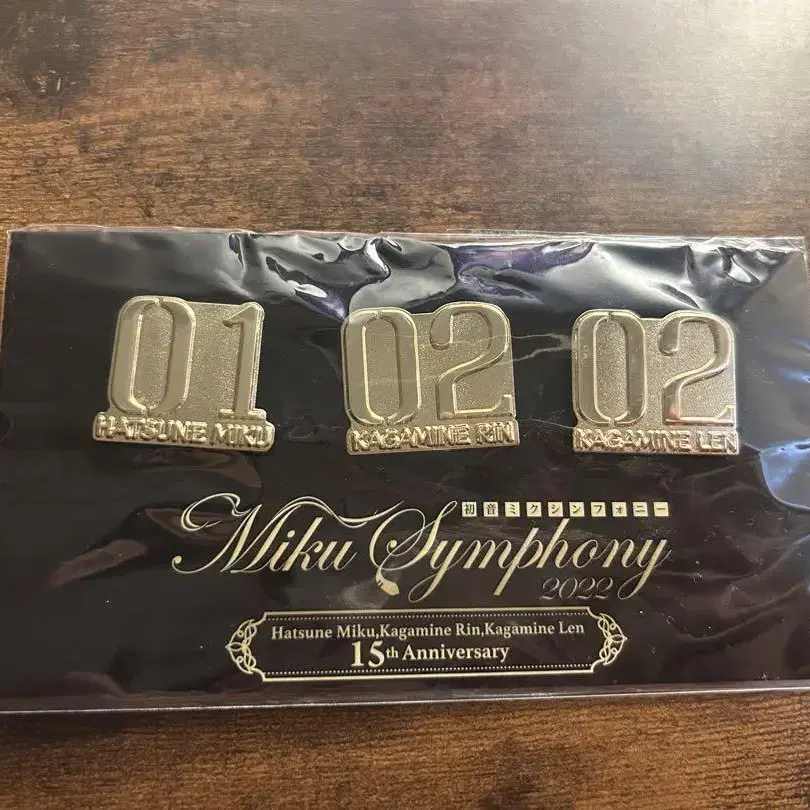 01
HATSUNE MIKU
02
KAGAMINE RIN
02
KAGAMINE LEN
初音ミクシンフォニー
Miku Symphony
2022
Hatsune Miku,Kagamine Rin,Kagamine Len
15th Anniversary